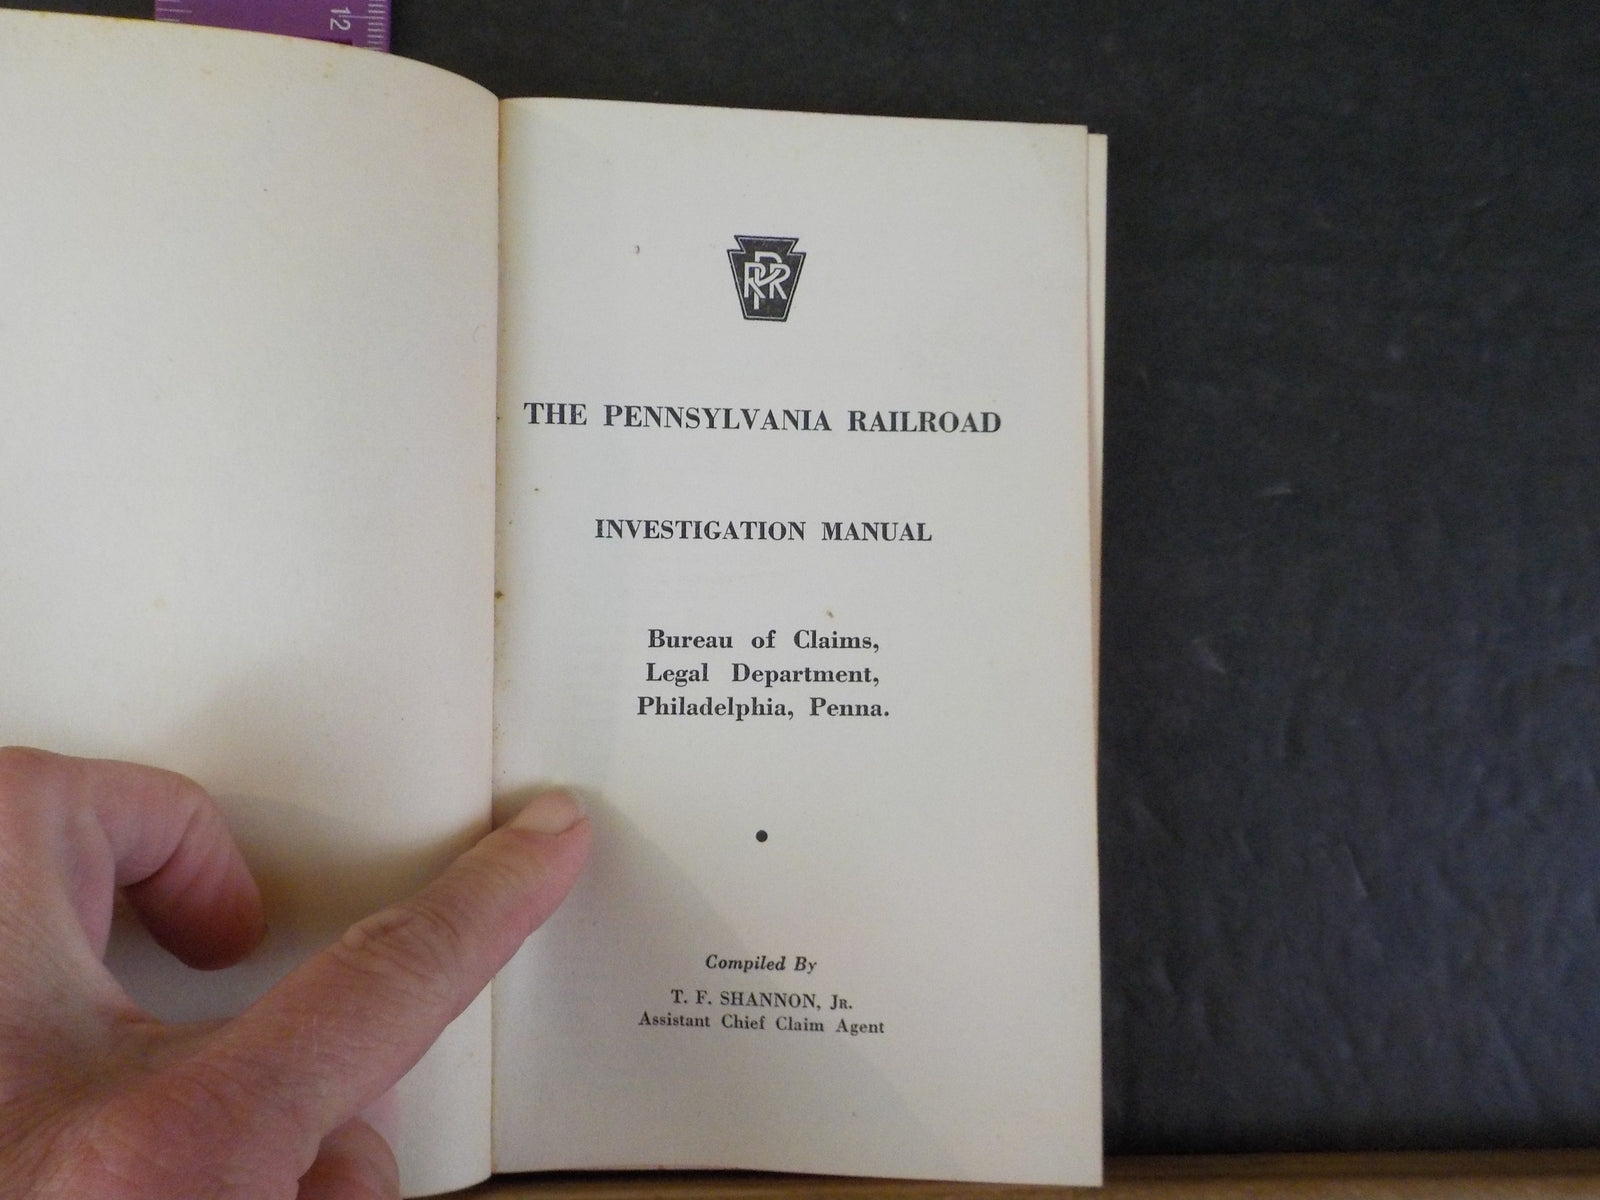 12
PRR
THE PENNSYLVANIA RAILROAD
INVESTIGATION MANUAL
Bureau of Claims,
Legal Department,
Philadelphia, Penna.
Compiled By
T. F. SHANNON, JR.
Assistant Chief Claim Agent